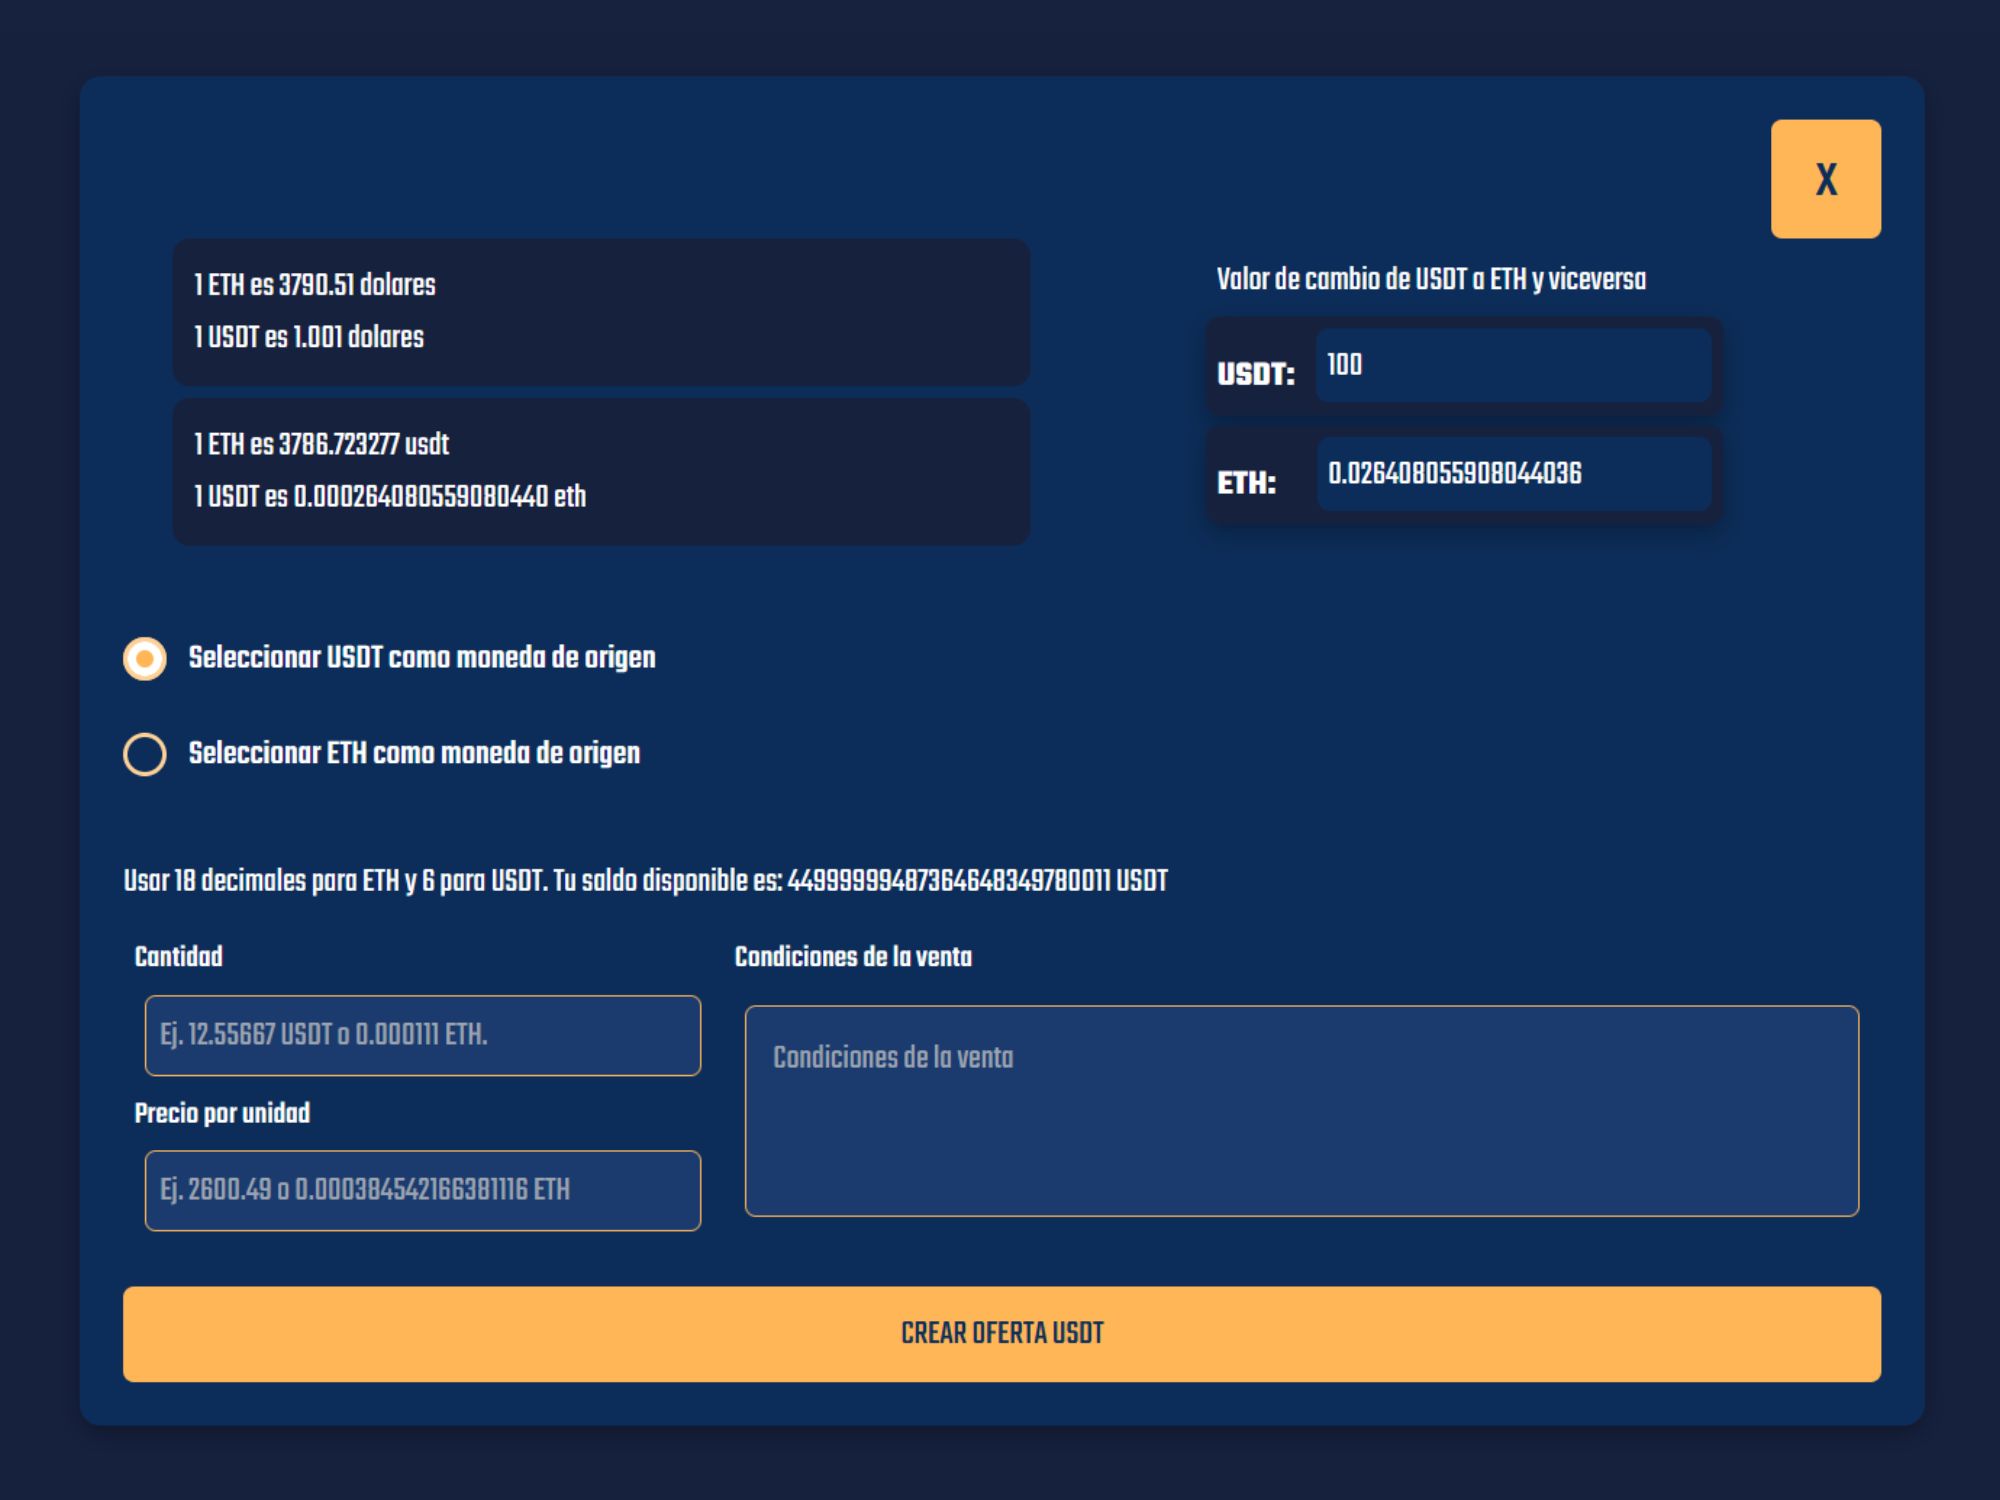 X
1 ETH es 3790.51 dolares
1 USDT es 1.001 dolares
1 ETH es 3786.723277 usdt
1 USDT es 0.000264080559080440 eth
Valor de cambio de USDT a ETH y viceversa
USDT: 100
ETH: 0.026408055908044036
Seleccionar USDT como moneda de origen
Seleccionar ETH como moneda de origen
Usar 18 decimales para ETH y 6 para USDT. Tu saldo disponible es: 44999999487364648349780011 USDT
Cantidad
Ej. 12.55667 USDT o 0.000111 ETH.
Precio por unidad
Ej. 2600.49 o 0.000384542166381116 ETH
Condiciones de la venta
Condiciones de la venta
CREAR OFERTA USDT